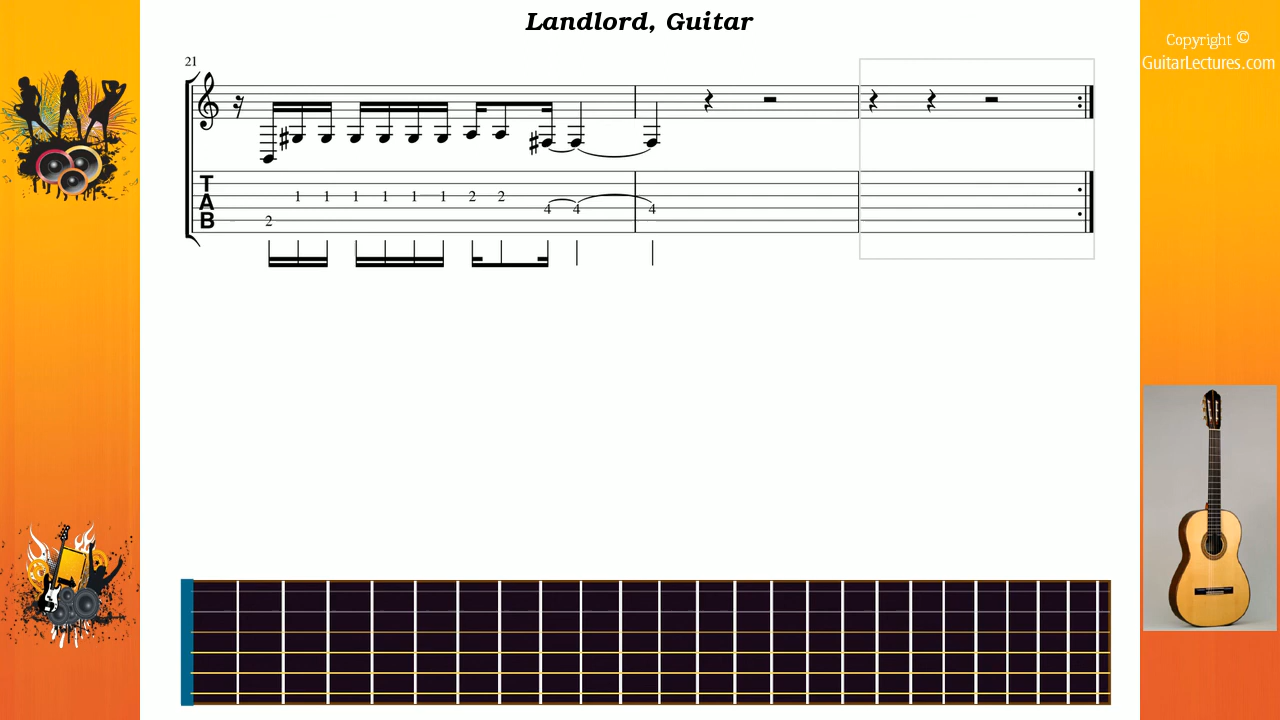 Landlord, Guitar
Copyright ©
GuitarLectures.com
21
T
A
B
1 1 1 1 1 1 2 2
4 4 4
2